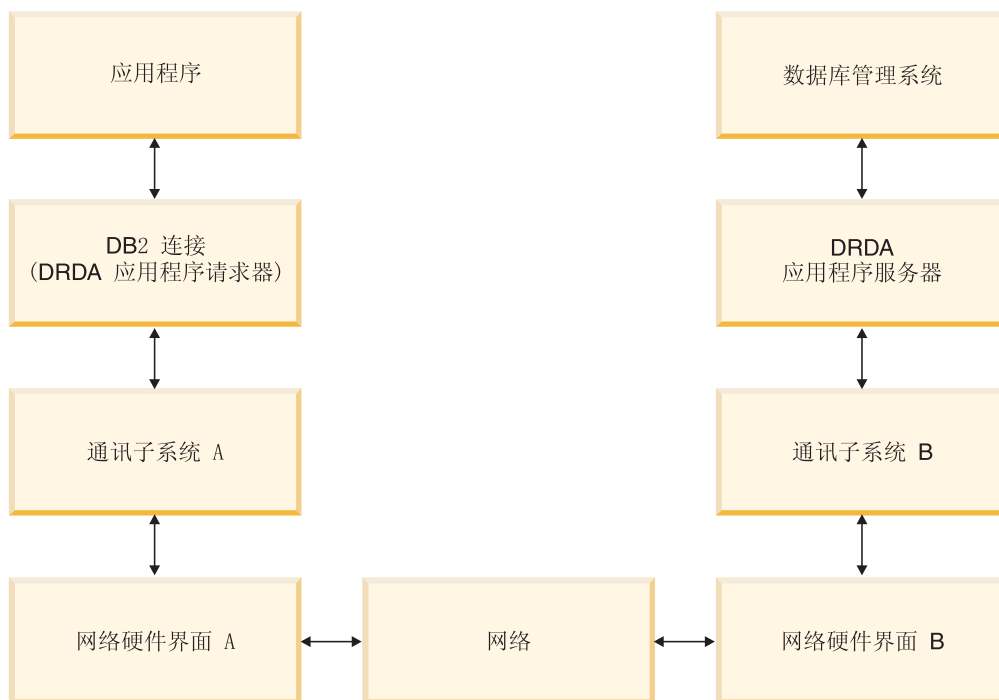 应用程序
数据库管理系统
DB2 连接
(DRDA 应用程序请求器)
DRDA
应用程序服务器
通讯子系统 A
通讯子系统 B
网络硬件界面 A
网络
网络硬件界面 B